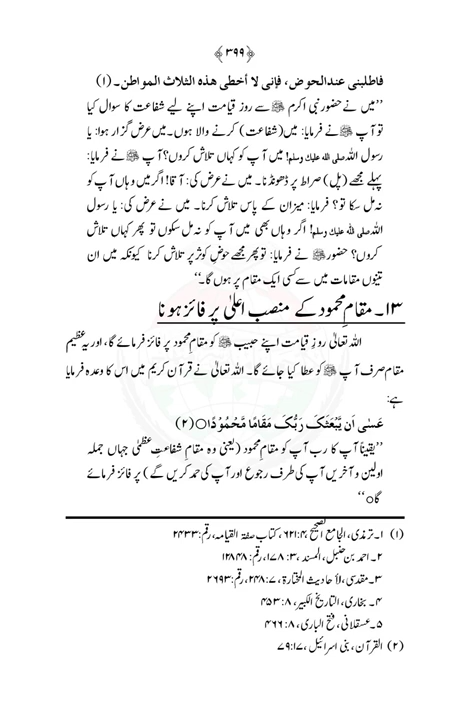 ﴿۳۹۹﴾
فاطلبنی عندالحوض، فإنی لا أخطی هذه الثلاث المواطن۔(۱)
’’میں نے حضور نبی اکرم ﷺ سے روز قیامت اپنے لیے شفاعت کا سوال کیا
تو آپ ﷺ نے فرمایا: میں (شفاعت) کرنے والا ہوں۔ میں عرض گزار ہوا: یا
رسول اللہ صلی اللہ علیک وسلم! میں آپ کو کہاں تلاش کروں؟ آپ ﷺ نے فرمایا:
پہلے مجھے (پل) صراط پر ڈھونڈنا۔ میں نے عرض کی: آقا! اگر میں وہاں آپ کو
نہ مل سکا تو؟ فرمایا: میزان کے پاس تلاش کرنا۔ میں نے عرض کی: یا رسول
اللہ صلی اللہ علیک وسلم! اگر وہاں بھی میں آپ کو نہ مل سکوں تو پھر کہاں تلاش
کروں؟ حضور ﷺ نے فرمایا: تو پھر مجھے حوض کوثر پر تلاش کرنا کیونکہ میں ان
تینوں مقامات میں سے کسی ایک مقام پر ہوں گا۔‘‘
۱۳۔ مقامِ محمود کے منصبِ اعلیٰ پر فائز ہونا
اللہ تعالیٰ روزِ قیامت اپنے حبیب ﷺ کو مقامِ محمود پر فائز فرمائے گا، اور یہ عظیم
مقام صرف آپ ﷺ کو عطا کیا جائے گا۔ اللہ تعالیٰ نے قرآن کریم میں اس کا وعدہ فرمایا
ہے:
عَسٰی اَن یَّبْعَثَکَ رَبُّکَ مَقَامًا مَّحْمُوْدًا○(۲)
’’یقیناً آپ کا رب آپ کو مقامِ محمود (یعنی وہ مقامِ شفاعتِ عظمیٰ جہاں جملہ
اولین و آخریں آپ کی طرف رجوع اور آپ کی حمد کریں گے) پر فائز فرمائے
گا○‘‘
(۱) ۱۔ ترمذی، الجامع الصحیح، ۴: ۶۲۱، کتاب صفة القیامہ، رقم: ۲۴۳۳
۲۔ احمد بن حنبل، المسند، ۳: ۱۷۸، رقم: ۱۲۸۴۸
۳۔ مقدسی، الأحادیث المختارة، ۷: ۲۴۸، رقم: ۲۶۹۳
۴۔ بخاری، التاریخ الکبیر، ۸: ۴۵۳
۵۔ عسقلانی، فتح الباری، ۸: ۴۶۶
(۲) القرآن، بنی اسرائیل، ۱۷: ۷۹